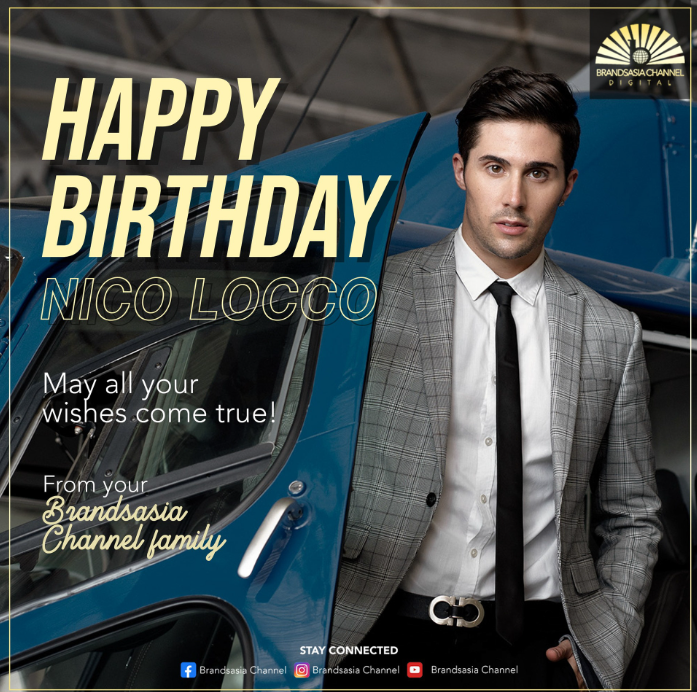 BRANDSASIA CHANNEL
DIGITAL
HAPPY
BIRTHDAY
NICO LOCCO
May all your
wishes come true!
From your
Brandsasia
Channel family
STAY CONNECTED
Brandsasia Channel Brandsasia Channel Brandsasia Channel